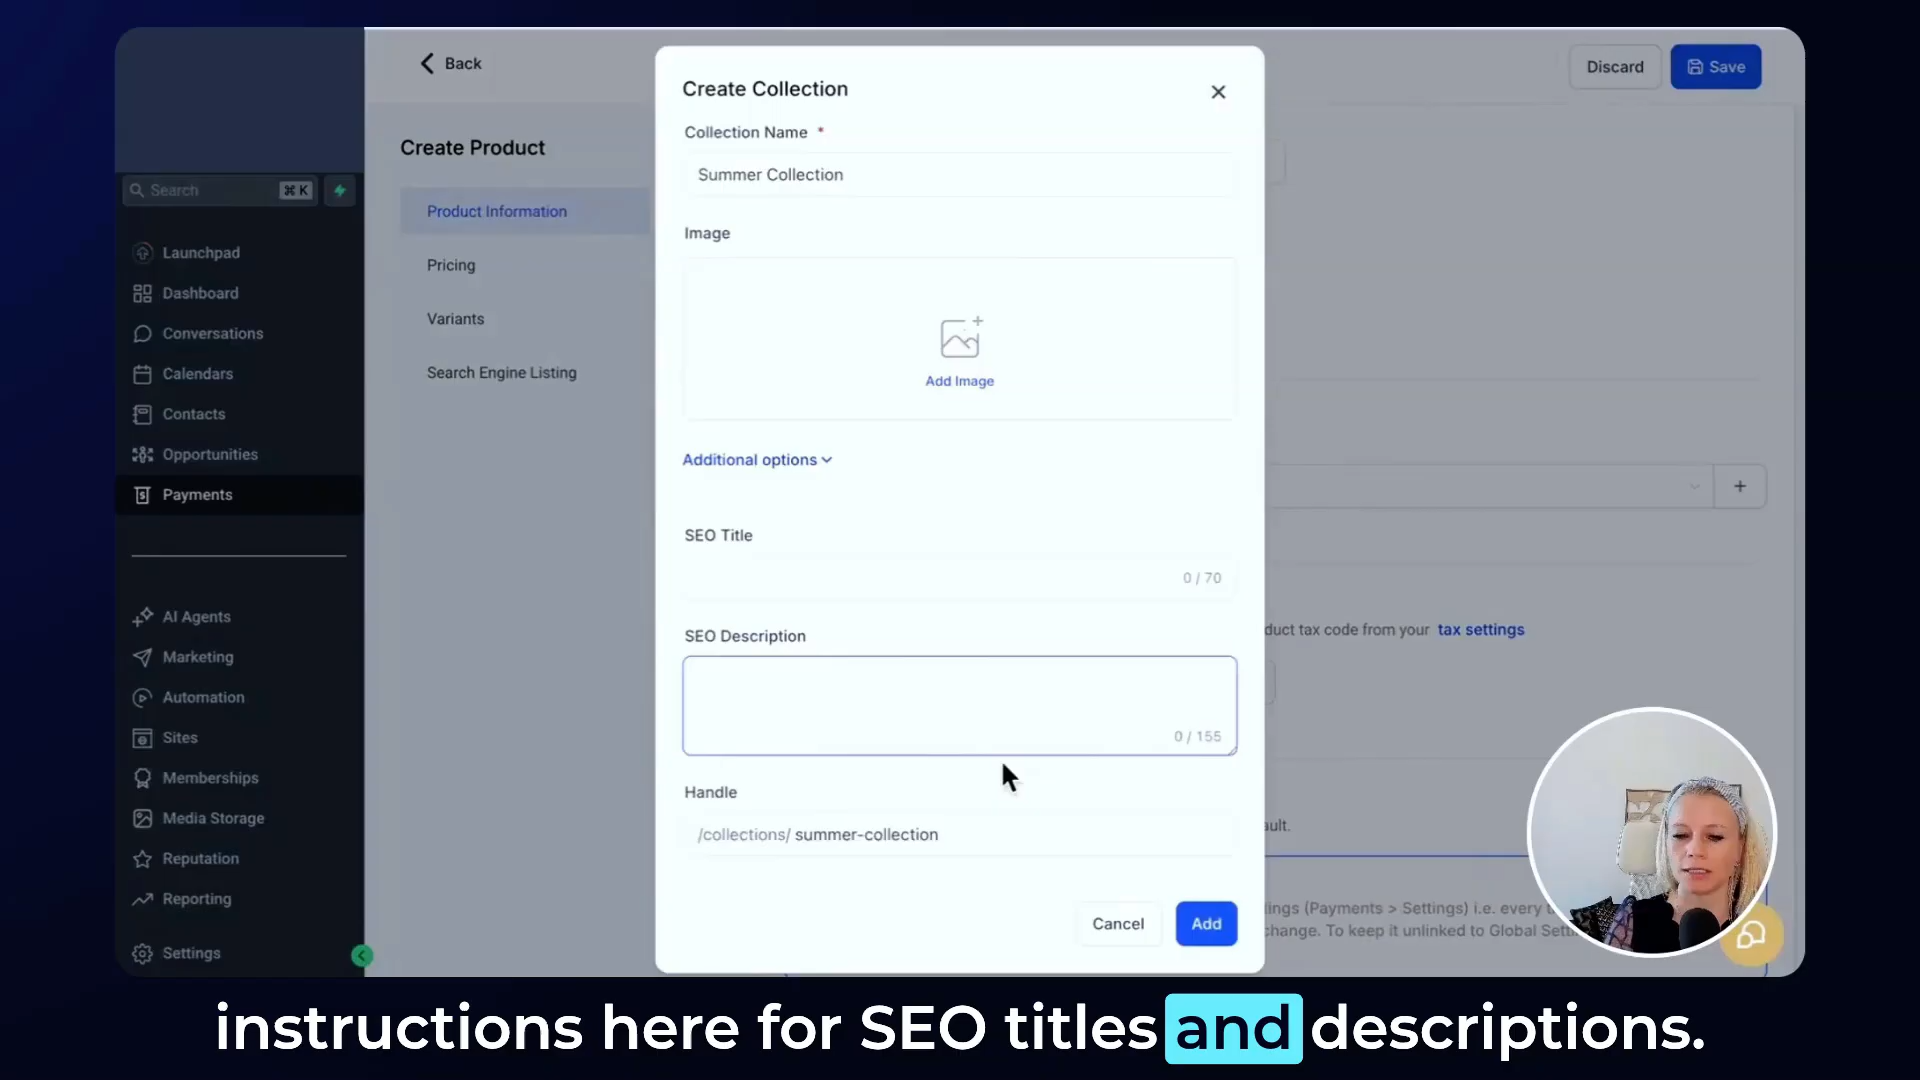 Search ⌘ K
Launchpad
Dashboard
Conversations
Calendars
Contacts
Opportunities
Payments
AI Agents
Marketing
Automation
Sites
Memberships
Media Storage
Reputation
Reporting
Settings
Back
Discard
Save
Create Product
Product Information
Pricing
Variants
Search Engine Listing
Create Collection
Collection Name *
Summer Collection
Image
Add Image
Additional options
SEO Title
0 / 70
SEO Description
0 / 155
Handle
/collections/ summer-collection
Cancel
Add
duct tax code from your tax settings
ault.
ings (Payments > Settings) i.e. every
change. To keep it unlinked to Global
instructions here for SEO titles and descriptions.